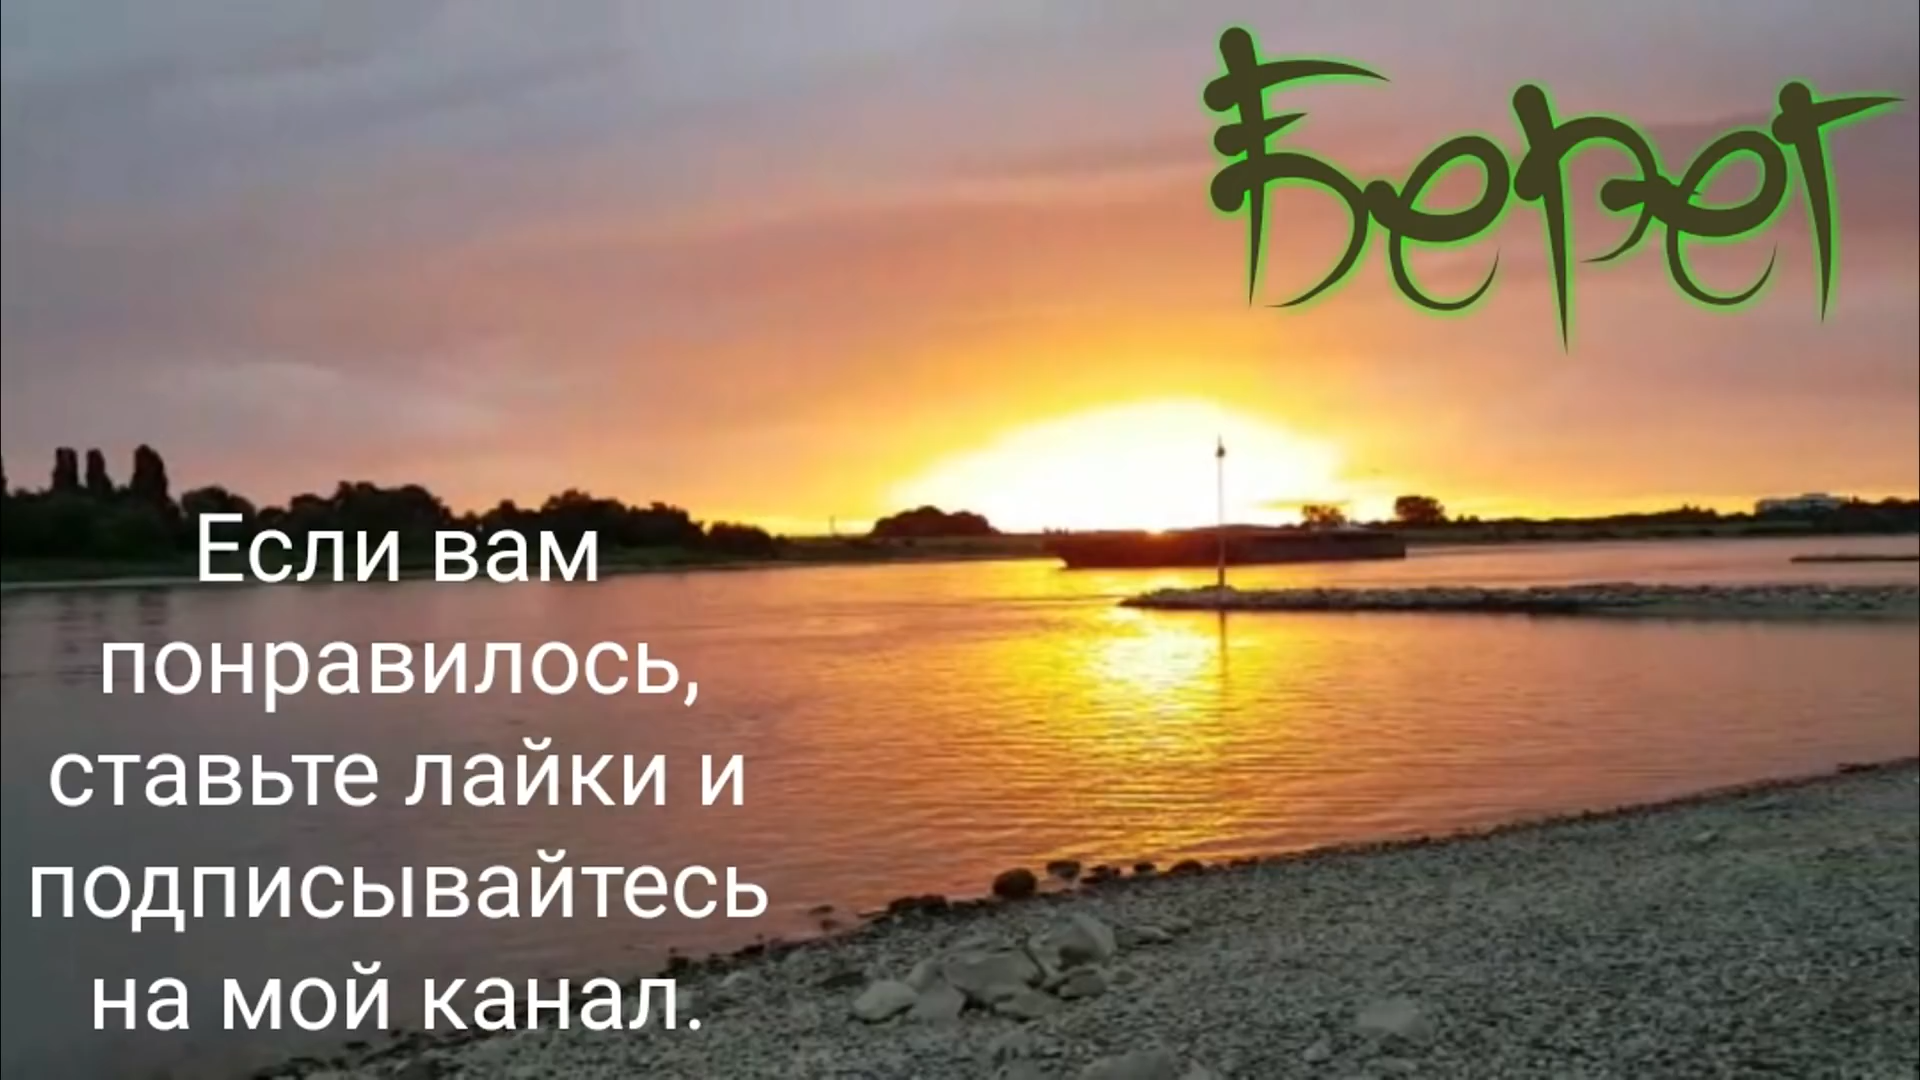 Берег
Если вам
понравилось,
ставьте лайки и
подписывайтесь
на мой канал.